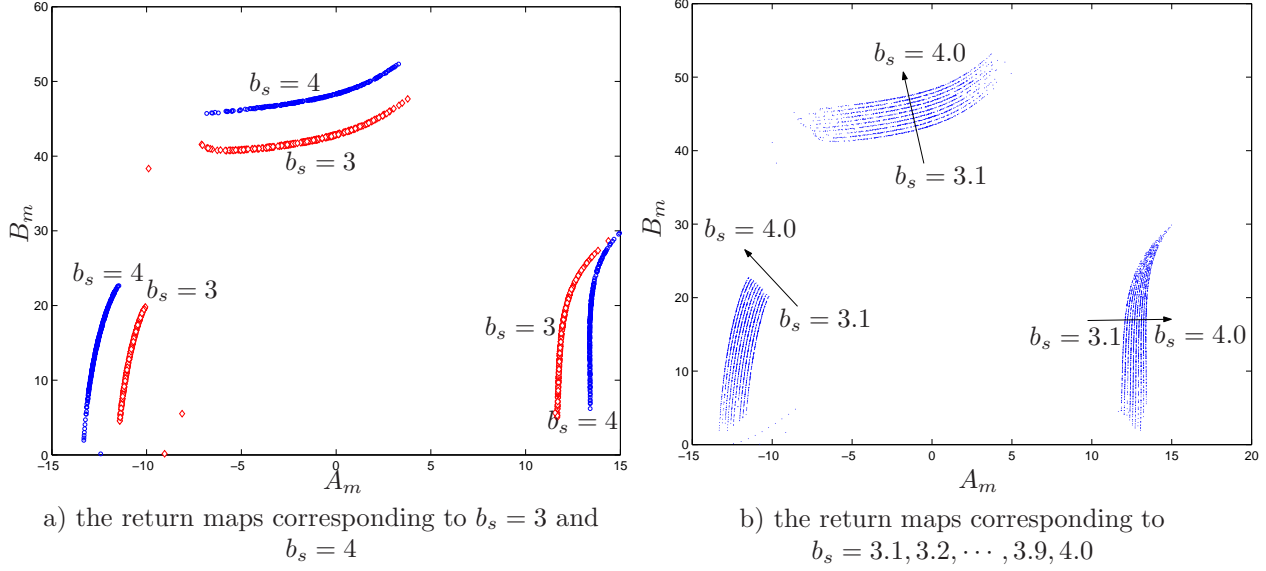 60
50
40
30
20
10
0
−15 −10 −5 0 5 10 15
B_m
A_m
b_s = 4
b_s = 3
b_s = 4
b_s = 3
b_s = 3
b_s = 4
a) the return maps corresponding to b_s = 3 and
b_s = 4
60
50
40
30
20
10
0
−15 −10 −5 0 5 10 15 20
B_m
A_m
b_s = 4.0
b_s = 3.1
b_s = 4.0
b_s = 3.1
b_s = 3.1
b_s = 4.0
b) the return maps corresponding to
b_s = 3.1, 3.2, ⋯ , 3.9, 4.0